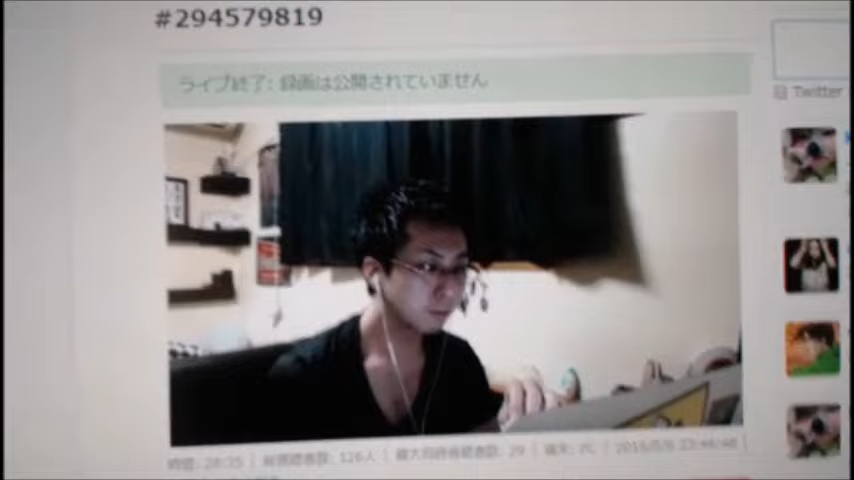 #294579819
ライブ終了: 録画は公開されていません
Twitter
時間: 28:35 | 総視聴者数: 126人 | 最大同時視聴者数: 29 | 端末: PC |